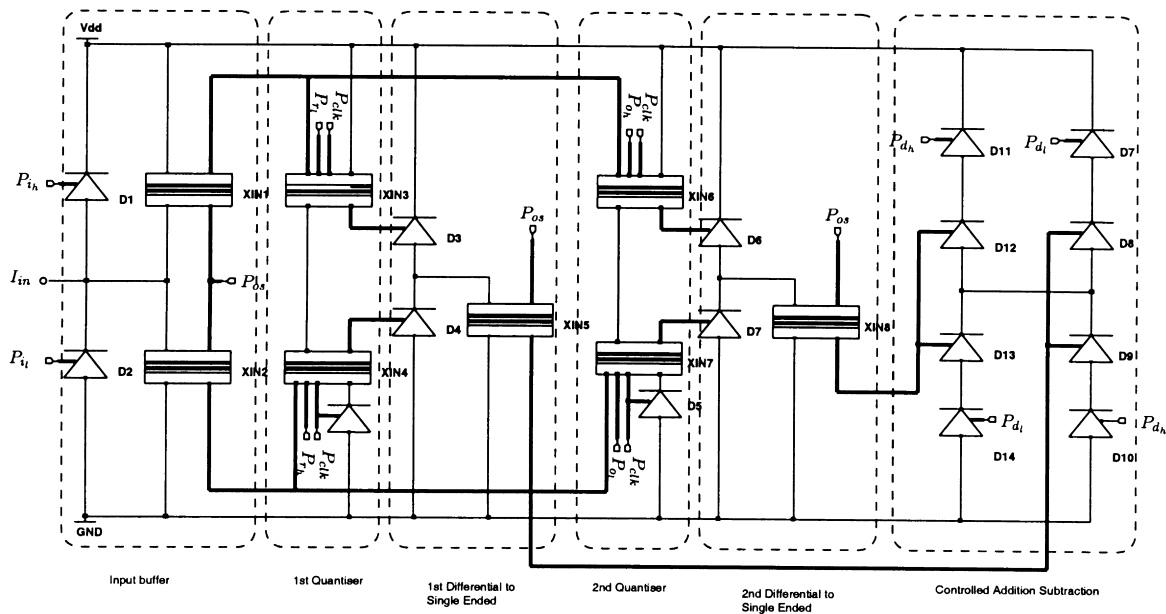 Vdd
P_{i_h}
D1
XIN1
I_{in}
P_{os}
P_{i_l}
D2
XIN2
GND
Input buffer
P_{r_l}
P_{clk}
XIN3
XIN4
P_{r_h}
P_{clk}
1st Quantiser
D3
D4
P_{os}
XIN5
1st Differential to
Single Ended
P_{o_h}
P_{clk}
XIN6
XIN7
D5
P_{o_l}
P_{clk}
2nd Quantiser
D6
D7
P_{os}
XIN8
2nd Differential to
Single Ended
P_{d_h}
D11
P_{d_l}
D7
D12
D8
D13
D9
P_{d_l}
D14
P_{d_h}
D10
Controlled Addition Subtraction